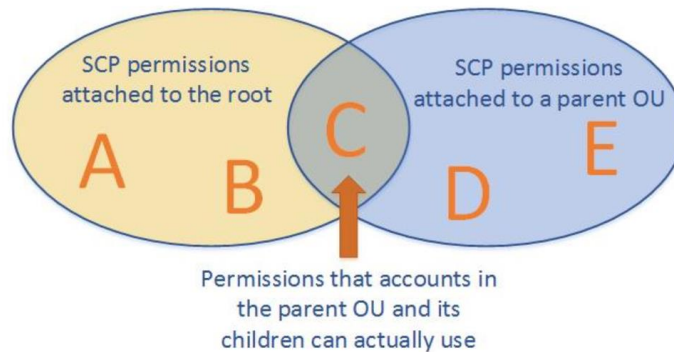 SCP permissions
attached to the root
SCP permissions
attached to a parent OU
A
B
C
D
E
Permissions that accounts in
the parent OU and its
children can actually use